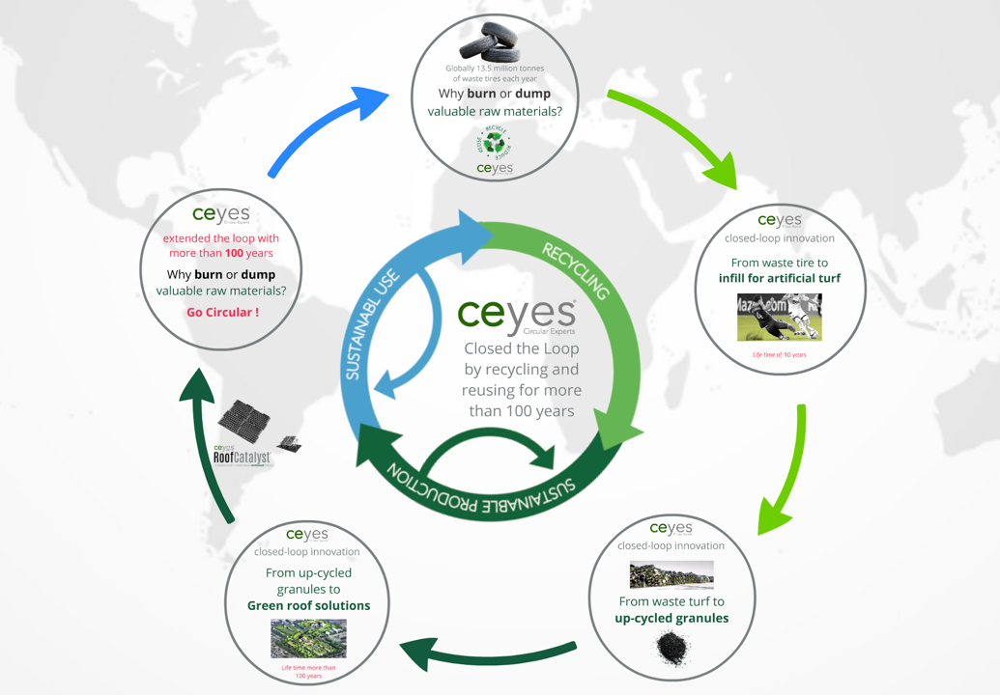 Globally 13.5 million tonnes
of waste tires each year
Why burn or dump
valuable raw materials?
REUSE • RECYCLE • REDUCE •
ceyes
ceyes
closed-loop innovation
From waste tire to
infill for artificial turf
Maz
Life time of 10 years
ceyes
closed-loop innovation
From waste turf to
up-cycled granules
ceyes
closed-loop innovation
From up-cycled
granules to
Green roof solutions
Life time more than
100 years
ceyes
RoofCatalyst
ceyes
Circular Experts
extended the loop with
more than 100 years
Why burn or dump
valuable raw materials?
Go Circular !
RECYCLING
SUSTAINABLE PRODUCTION
SUSTAINABL USE
ceyes
Circular Experts
Closed the Loop
by recycling and
reusing for more
than 100 years